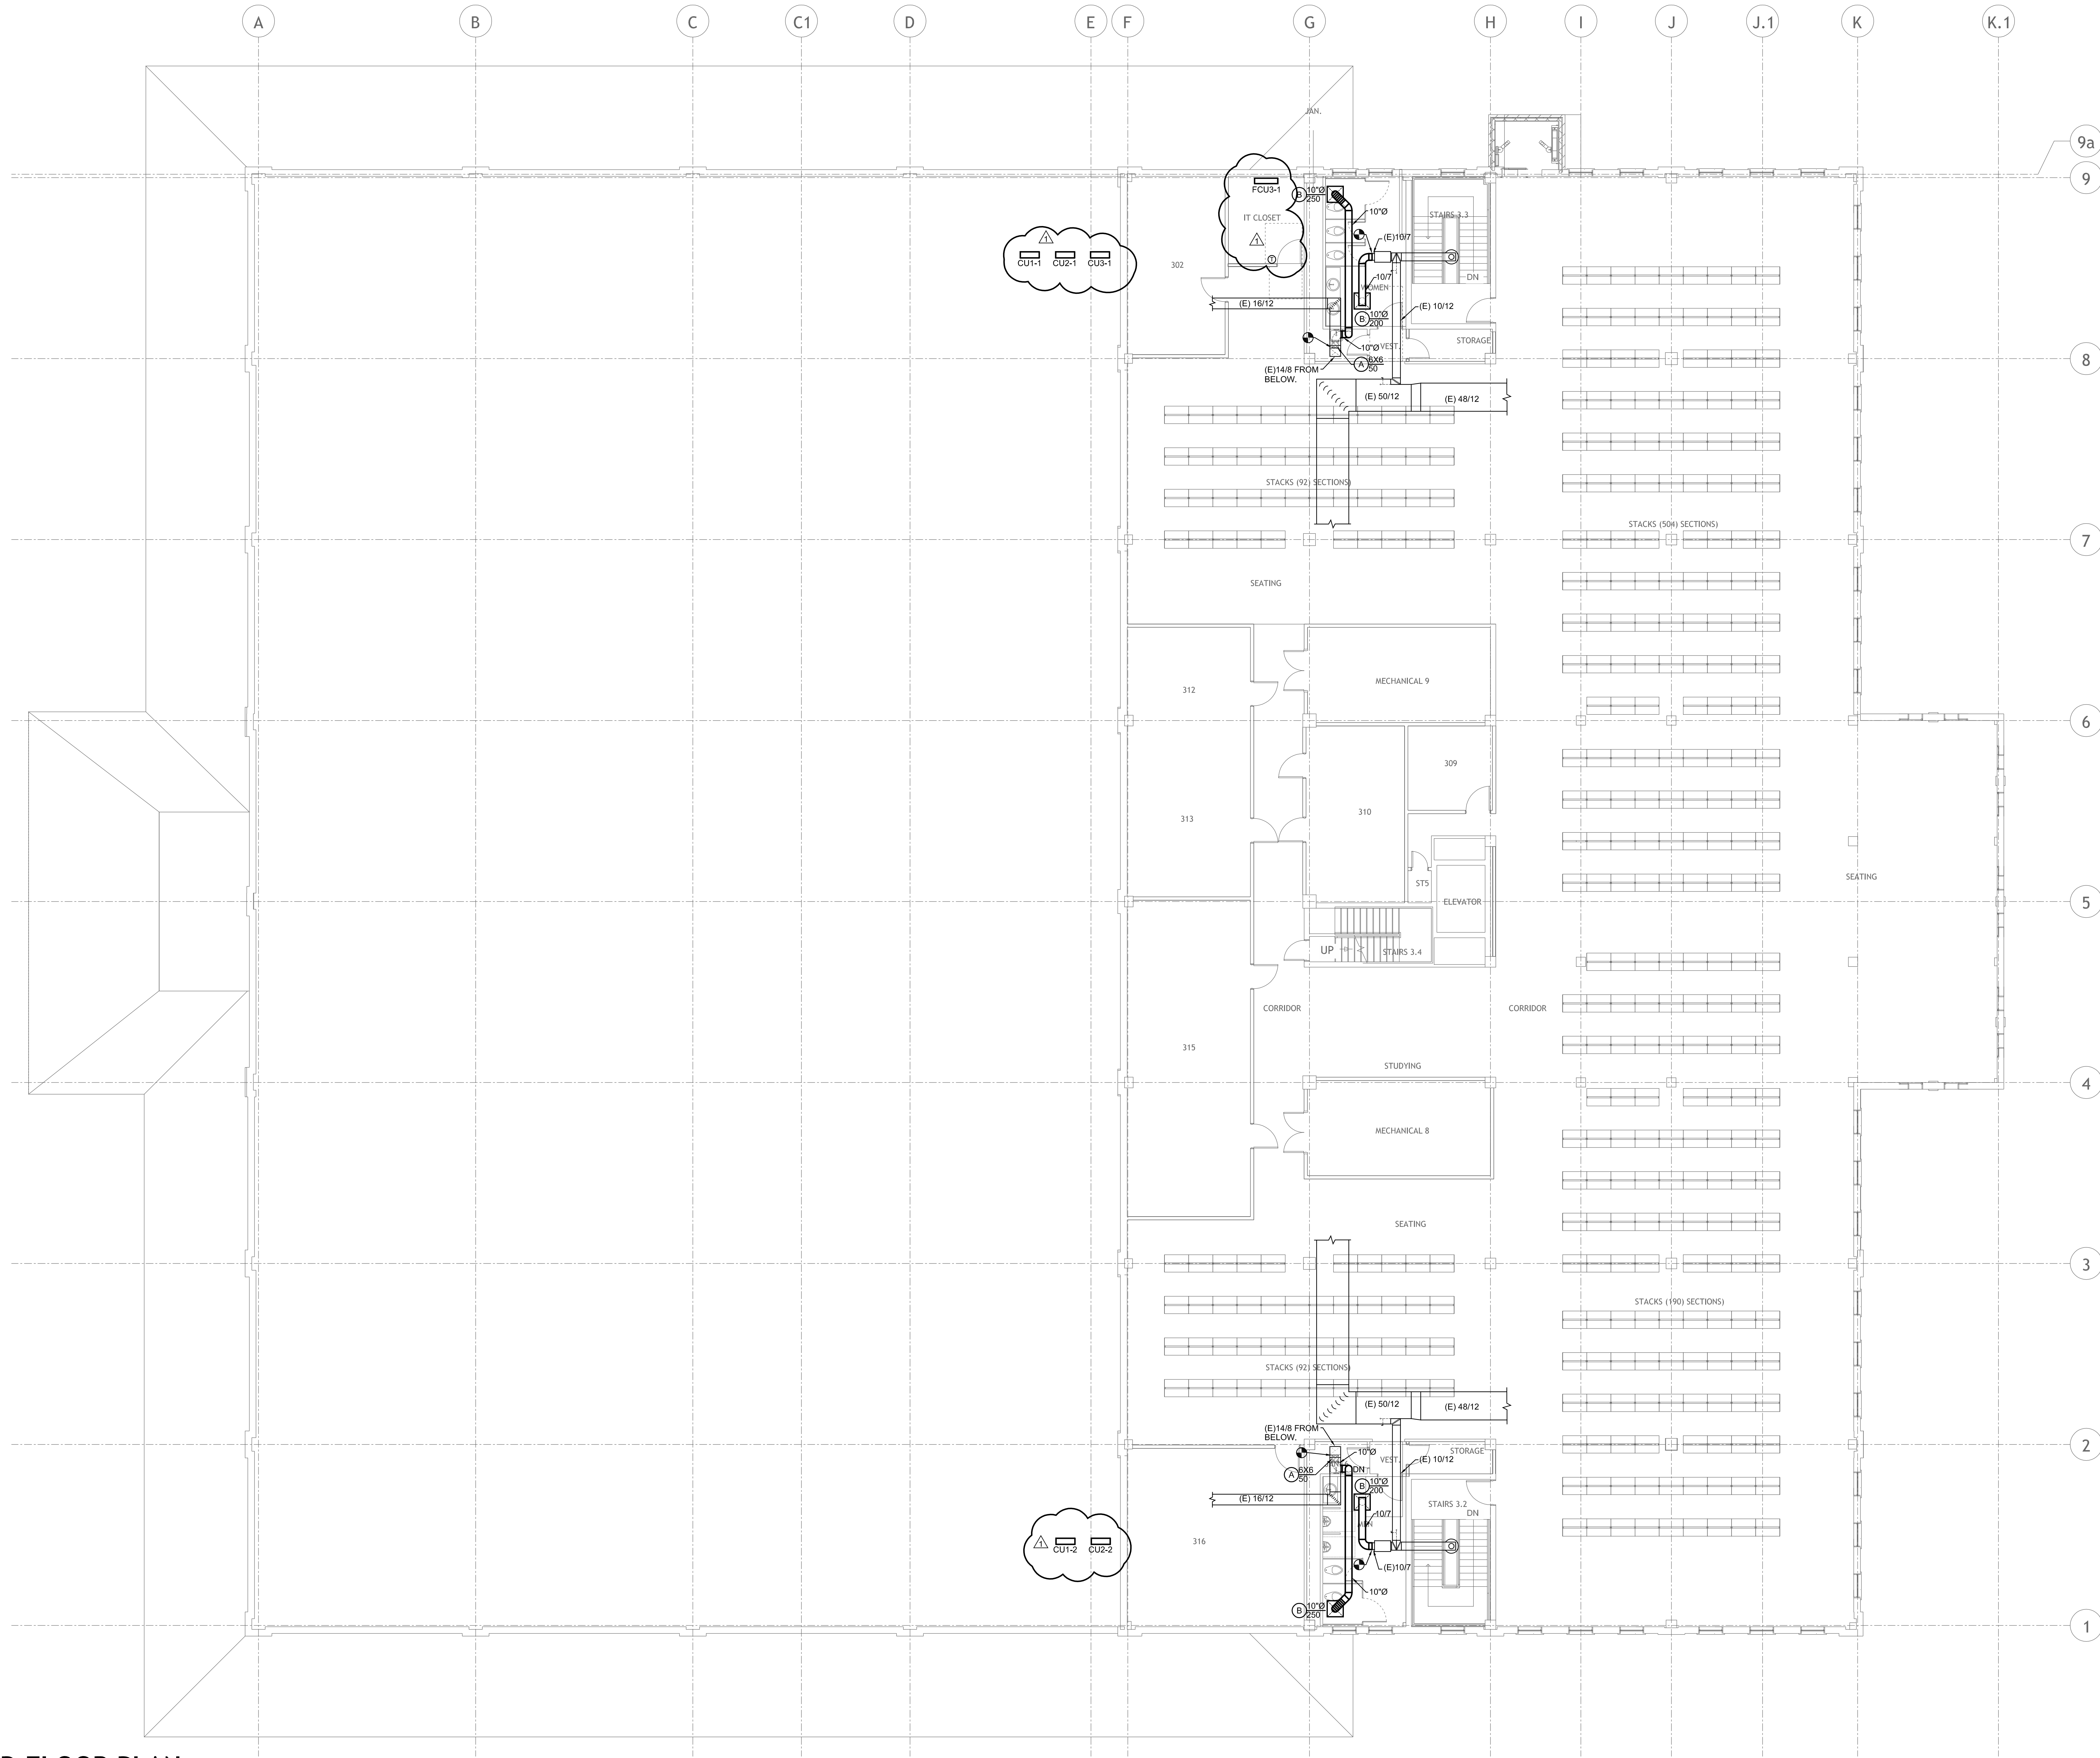 A B C C1 D E F G H I J J.1 K K.1
JAN.
9a
9
FCU3-1
B 10"Ø
250
10"Ø
IT CLOSET
1
STAIRS 3.3
1
(E)10/7
CU1-1 CU2-1 CU3-1
T
302
10/7
DN
WOMEN
(E) 16/12
(E) 10/12
B 10"Ø
200
STORAGE
10"Ø
VEST.
8
A 6X6
50
(E)14/8 FROM
BELOW.
(E) 50/12
(E) 48/12
STACKS (92) SECTIONS)
STACKS (504) SECTIONS)
7
SEATING
MECHANICAL 9
312
6
309
310
313
SEATING
ST5
ELEVATOR
5
UP
STAIRS 3.4
CORRIDOR
CORRIDOR
315
STUDYING
4
MECHANICAL 8
SEATING
3
STACKS (190) SECTIONS)
STACKS (92) SECTIONS)
(E) 50/12
(E) 48/12
(E)14/8 FROM
BELOW.
2
10"Ø
STORAGE
VEST.
(E) 10/12
A 6X6
50
DN
B 10"Ø
200
(E) 16/12
STAIRS 3.2
DN
10/7
MEN
316
1
CU1-2 CU2-2
(E)10/7
10"Ø
B 10"Ø
250
1